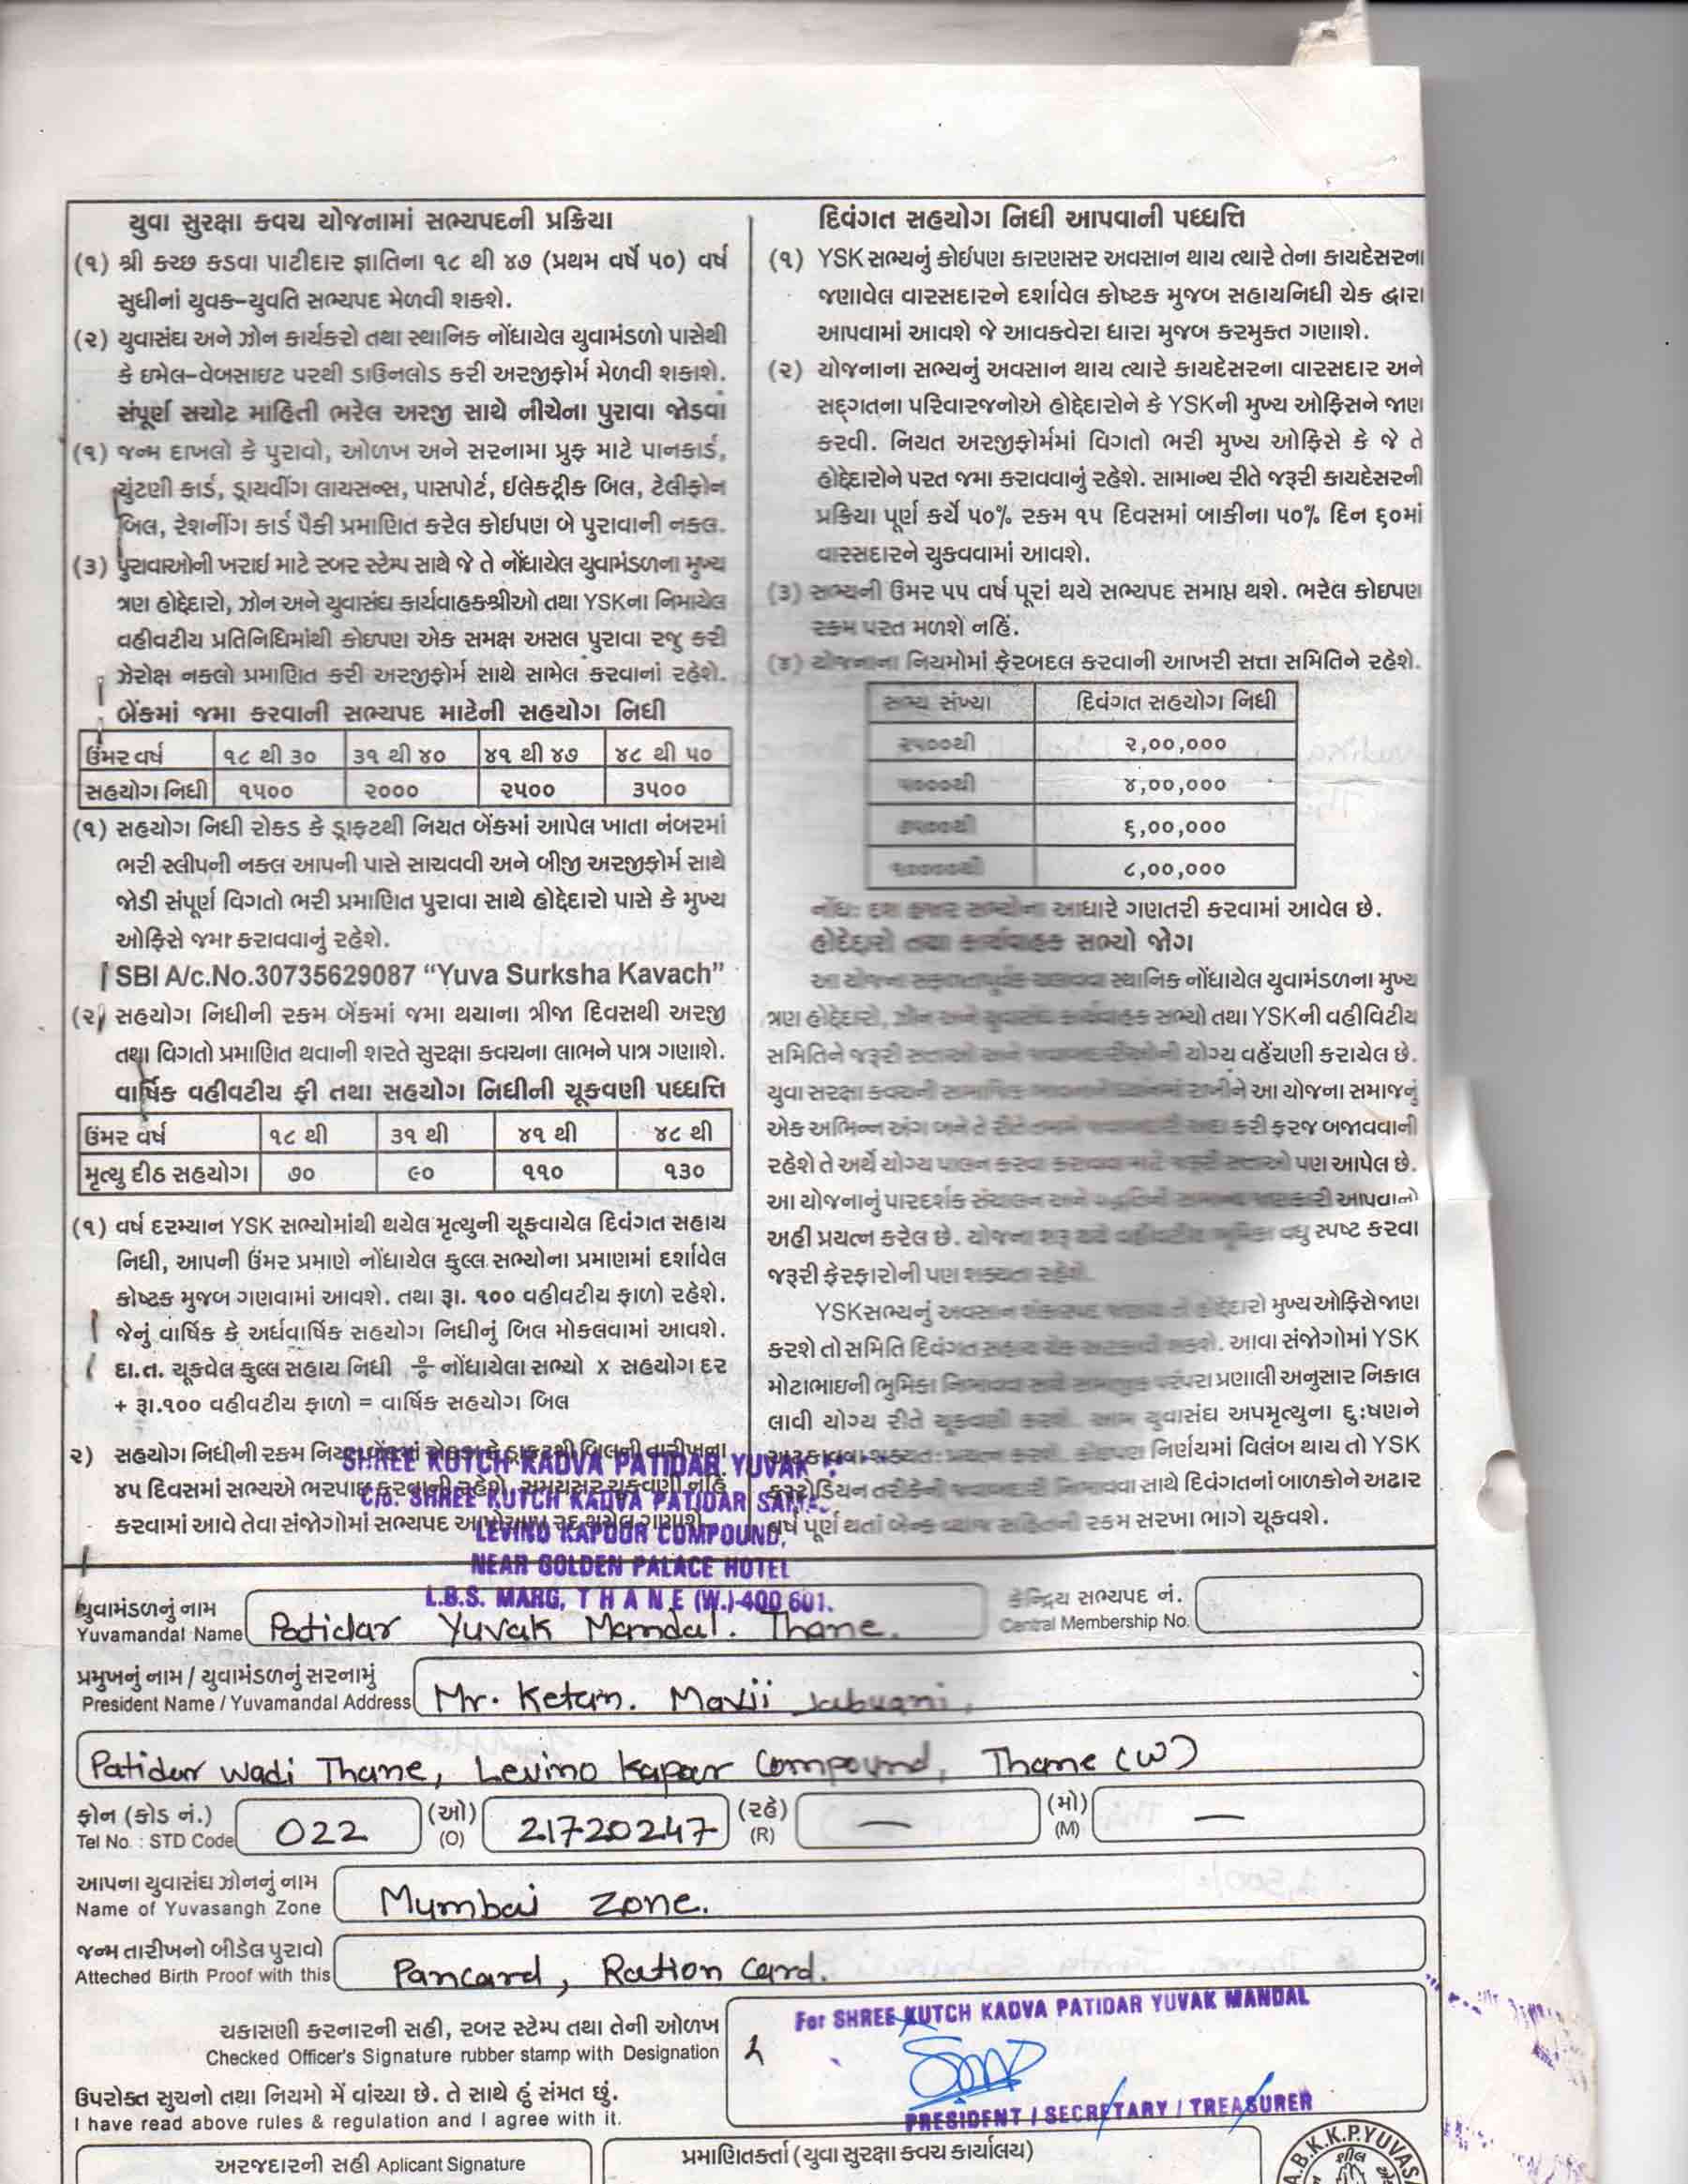 યુવા સુરક્ષા કવચ યોજનામાં સભ્યપદની પ્રક્રિયા
(૧) શ્રી કચ્છ કડવા પાટીદાર જ્ઞાતિના ૧૮ થી ૪૭ (પ્રથમ વર્ષે ૫૦) વર્ષ
સુધીનાં યુવક-યુવતિ સભ્યપદ મેળવી શકશે.
(૨) યુવાસંઘ અને ઝોન કાર્યકરો તથા સ્થાનિક નોંધાયેલ યુવામંડળો પાસેથી
કે ઇમેલ-વેબસાઇટ પરથી ડાઉનલોડ કરી અરજીફોર્મ મેળવી શકાશે.
સંપૂર્ણ સચોટ માહિતી ભરેલ અરજી સાથે નીચેના પુરાવા જોડવા
(૧) જન્મ દાખલો કે પુરાવો, ઓળખ અને સરનામા પ્રુફ માટે પાનકાર્ડ,
ચુંટણી કાર્ડ, ડ્રાયવીંગ લાયસન્સ, પાસપોર્ટ, ઈલેક્ટ્રીક બિલ, ટેલીફોન
બિલ, રેશનીંગ કાર્ડ પૈકી પ્રમાણિત કરેલ કોઈપણ બે પુરાવાની નકલ.
(૩) પુરાવાઓની ખરાઇ માટે રબર સ્ટેમ્પ સાથે જે તે નોંધાયેલ યુવામંડળના મુખ્ય
ત્રણ હોદ્દેદારો, ઝોન અને યુવાસંઘ કાર્યવાહકશ્રીઓ તથા YSKના નિમાયેલ
વહીવટીય પ્રતિનિધિમાંથી કોઇપણ એક સમક્ષ અસલ પુરાવા રજુ કરી
ઝેરોક્ષ નકલો પ્રમાણિત કરી અરજીફોર્મ સાથે સામેલ કરવાનાં રહેશે.
બેંકમાં જમા કરવાની સભ્યપદ માટેની સહયોગ નિધી
ઉંમર વર્ષ ૧૮ થી ૩૦ ૩૧ થી ૪૦ ૪૧ થી ૪૭ ૪૮ થી ૫૦
સહયોગ નિધી ૧૫૦૦ ૨૦૦૦ ૨૫૦૦ ૩૫૦૦
(૧) સહયોગ નિધી રોકડ કે ડ્રાફ્ટથી નિયત બેંકમાં આપેલ ખાતા નંબરમાં
ભરી સ્લીપની નકલ આપની પાસે સાચવવી અને બીજી અરજીફોર્મ સાથે
જોડી સંપૂર્ણ વિગતો ભરી પ્રમાણિત પુરાવા સાથે હોદ્દેદારો પાસે કે મુખ્ય
ઓફિસે જમા કરાવવાનું રહેશે.
SBI A/c.No.30735629087 “Yuva Surksha Kavach”
(૨) સહયોગ નિધીની રકમ બેંકમાં જમા થયાના ત્રીજા દિવસથી અરજી
તથા વિગતો પ્રમાણિત થવાની શરતે સુરક્ષા કવચના લાભને પાત્ર ગણાશે.
વાર્ષિક વહીવટીય ફી તથા સહયોગ નિધીની ચૂકવણી પધ્ધતિ
ઉંમર વર્ષ ૧૮ થી ૩૧ થી ૪૧ થી ૪૮ થી
મૃત્યુ દીઠ સહયોગ ૭૦ ૯૦ ૧૧૦ ૧૩૦
(૧) વર્ષ દરમ્યાન YSK સભ્યોમાંથી થયેલ મૃત્યુની ચૂકવાયેલ દિવંગત સહાય
નિધી, આપની ઉંમર પ્રમાણે નોંધાયેલ કુલ્લ સભ્યોના પ્રમાણમાં દર્શાવેલ
કોષ્ટક મુજબ ગણવામાં આવશે. તથા રૂા. ૧૦૦ વહીવટીય ફાળો રહેશે.
જેનું વાર્ષિક કે અર્ધવાર્ષિક સહયોગ નિધીનું બિલ મોકલવામાં આવશે.
દા.ત. ચૂકવેલ કુલ્લ સહાય નિધી ÷ નોંધાયેલા સભ્યો x સહયોગ દર
+ રૂા.૧૦૦ વહીવટીય ફાળો = વાર્ષિક સહયોગ બિલ
૨) સહયોગ નિધીની રકમ નિયત બેંકમાં ચેક કે ડ્રાફ્ટથી બિલની તારીખના
૪૫ દિવસમાં સભ્યએ ભરપાઇ કરવાની રહેશે. સમયસર ચૂકવણી નહિ
કરવામાં આવે તેવા સંજોગોમાં સભ્યપદ આપોઆપ રદ થયેલ ગણાશે.
દિવંગત સહયોગ નિધી આપવાની પધ્ધતિ
(૧) YSK સભ્યનું કોઈપણ કારણસર અવસાન થાય ત્યારે તેના કાયદેસરના
જણાવેલ વારસદારને દર્શાવેલ કોષ્ટક મુજબ સહાયનિધી ચેક દ્વારા
આપવામાં આવશે જે આવકવેરા ધારા મુજબ કરમુક્ત ગણાશે.
(૨) યોજનાના સભ્યનું અવસાન થાય ત્યારે કાયદેસરના વારસદાર અને
સદ્ગતના પરિવારજનોએ હોદ્દેદારોને કે YSKની મુખ્ય ઓફિસને જાણ
કરવી. નિયત અરજીફોર્મમાં વિગતો ભરી મુખ્ય ઓફિસે કે જે તે
હોદ્દેદારોને પરત જમા કરાવવાનું રહેશે. સામાન્ય રીતે જરૂરી કાયદેસરની
પ્રક્રિયા પૂર્ણ કર્યે ૫૦% રકમ ૧૫ દિવસમાં બાકીના ૫૦% દિન ૬૦માં
વારસદારને ચુકવવામાં આવશે.
(૩) સભ્યની ઉંમર ૫૫ વર્ષ પૂરાં થયે સભ્યપદ સમાપ્ત થશે. ભરેલ કોઇપણ
રકમ પરત મળશે નહિં.
(૪) યોજનાના નિયમોમાં ફેરબદલ કરવાની આખરી સત્તા સમિતિને રહેશે.
સભ્ય સંખ્યા દિવંગત સહયોગ નિધી
૨૫૦૦થી ૨,૦૦,૦૦૦
૫૦૦૦થી ૪,૦૦,૦૦૦
૭૫૦૦થી ૬,૦૦,૦૦૦
૧૦૦૦૦થી ૮,૦૦,૦૦૦
નોંધ: દશ હજાર સભ્યોના આધારે ગણતરી કરવામાં આવેલ છે.
હોદ્દેદારો તથા કાર્યવાહક સભ્યો જોગ
આ યોજના સફળતાપૂર્વક ચલાવવા સ્થાનિક નોંધાયેલ યુવામંડળના મુખ્ય
ત્રણ હોદ્દેદારો, ઝોન અને યુવાસંઘ કાર્યવાહક સભ્યો તથા YSKની વહીવિટીય
સમિતિને જરૂરી સત્તાઓ અને જવાબદારીઓની યોગ્ય વહેંચણી કરાયેલ છે.
યુવા સરક્ષા કવચની સામાજિક ભાવનાને ધ્યાનમાં રાખીને આ યોજના સમાજનું
એક અભિન્ન અંગ બને તે રીતે તમામે જવાબદારી અદા કરી ફરજ બજાવવાની
રહેશે તે અર્થે યોગ્ય પાલન કરવા કરાવવા માટે જરૂરી સત્તાઓ પણ આપેલ છે.
આ યોજનાનું પારદર્શક સંચાલન અને પદ્ધતિની સામાન્ય જાણકારી આપવાનો
અહી પ્રયત્ન કરેલ છે. યોજના શરૂ થયે વહીવટીય ભૂમિકા વધુ સ્પષ્ટ કરવા
જરૂરી ફેરફારોની પણ શક્યતા રહેશે.
YSK સભ્યનું અવસાન શંકાસ્પદ જણાય તો હોદ્દેદારો મુખ્ય ઓફિસે જાણ
કરશે તો સમિતિ દિવંગત સહાય ચેક અટકાવી શકશે. આવા સંજોગોમાં YSK
મોટાભાઇની ભુમિકા નિભાવવા સાથે સામાજીક પરંપરા પ્રણાલી અનુસાર નિકાલ
લાવી યોગ્ય રીતે ચૂકવણી કરશે. આમ યુવાસંઘ અપમૃત્યુના દુઃષણને
અટકાવવા શક્યતઃ પ્રયત્ન કરશે. કોઇપણ નિર્ણયમાં વિલંબ થાય તો YSK
કસ્ટોડિયન તરીકેની જવાબદારી નિભાવવા સાથે દિવંગતનાં બાળકોને અઢાર
વર્ષ પૂર્ણ થતાં બેન્ક વ્યાજ સહિતની રકમ સરખા ભાગે ચૂકવશે.
SHREE KUTCH KADVA PATIDAR YUVAK
C/o. SHREE KUTCH KADVA PATIDAR
LEVINO KAPOOR COMPOUND,
NEAR GOLDEN PALACE HOTEL
L.B.S. MARG, THANE (W.)-400 601.
યુવામંડળનું નામ
Yuvamandal Name Patidar Yuvak Mandal. Thane.
કેન્દ્રિય સભ્યપદ નં.
Central Membership No.
પ્રમુખનું નામ / યુવામંડળનું સરનામું
President Name / Yuvamandal Address Mr. Ketan. Mavji Jabuani,
Patidar Wadi Thane, Levino Kapoor Compound, Thane (W)
ફોન (કોડ નં.) (ઓ) (રહે) (મો)
Tel No. : STD Code 022 (O) 21720247 (R) — (M) —
આપના યુવાસંઘ ઝોનનું નામ
Name of Yuvasangh Zone Mumbai Zone.
જન્મ તારીખનો બીડેલ પુરાવો
Atteched Birth Proof with this Pancard, Ration Card.
ચકાસણી કરનારની સહી, રબર સ્ટેમ્પ તથા તેની ઓળખ
Checked Officer's Signature rubber stamp with Designation
For SHREE KUTCH KADVA PATIDAR YUVAK MANDAL
PRESIDENT / SECRETARY / TREASURER
ઉપરોક્ત સુચનો તથા નિયમો મેં વાંચ્યા છે. તે સાથે હું સંમત છું.
I have read above rules & regulation and I agree with it.
અરજદારની સહી Aplicant Signature
પ્રમાણિતકર્તા (યુવા સુરક્ષા કવચ કાર્યાલય)
A.B.K.K.P.YUVAS